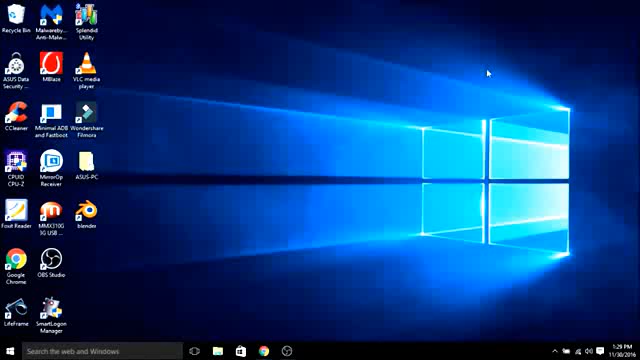 Recycle Bin
Malwareby...
Anti-Malw...
Splendid
Utility
ASUS Data
Security ...
MBlaze
VLC media
player
CCleaner
Minimal ADB
and Fastboot
Wondershare
Filmora
CPUID
CPU-Z
MirrorOp
Receiver
ASUS-PC
Foxit Reader
MMX310G
3G USB ...
blender
Google
Chrome
OBS Studio
LifeFrame
SmartLogon
Manager
Search the web and Windows
1:29 PM
11/30/2016